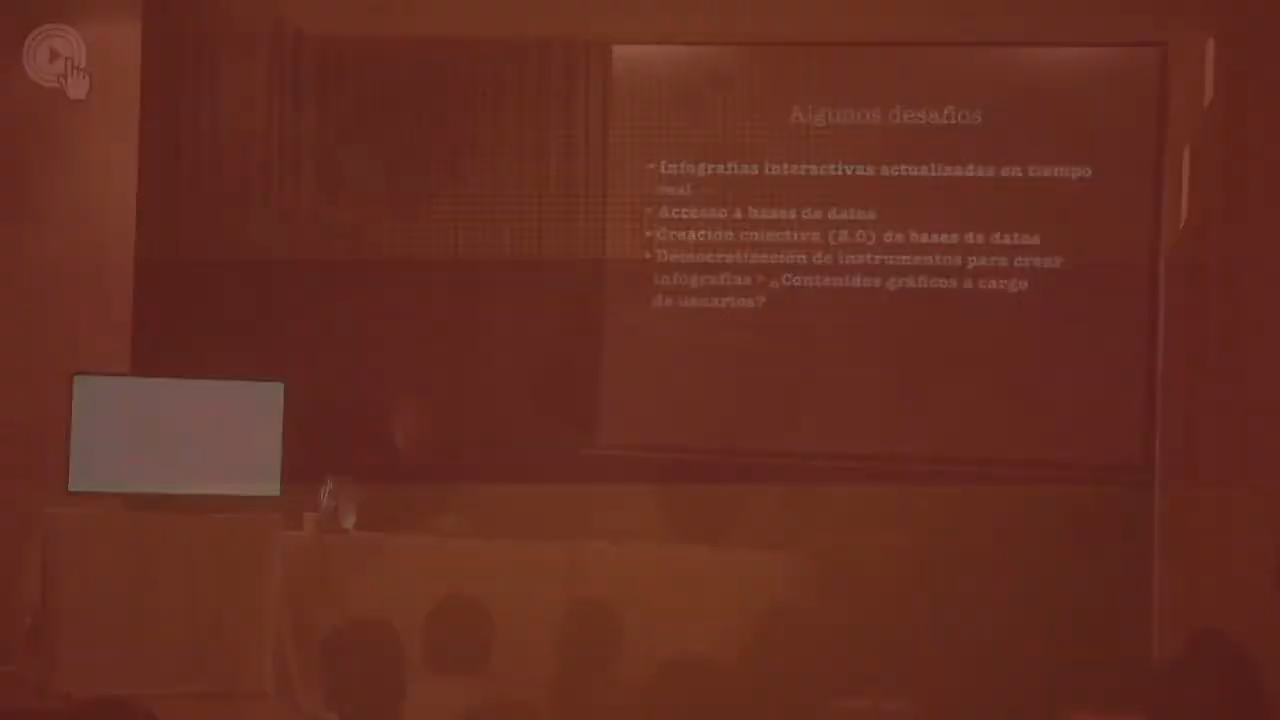 Algunos desafíos
• Infografías interactivas actualizadas en tiempo
real
• Accesso a bases de datos
• Creación colectiva (2.0) de bases de datos
• Democratización de instrumentos para crear
infografías > ¿Contenidos gráficos a cargo
de usuarios?